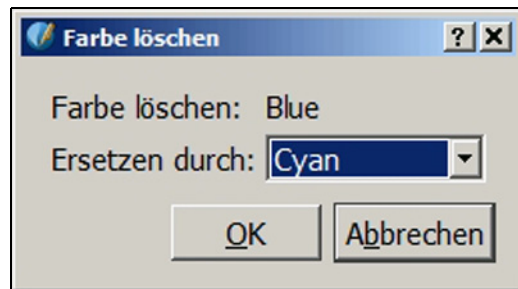 Farbe löschen
Farbe löschen: Blue
Ersetzen durch: Cyan
OK Abbrechen